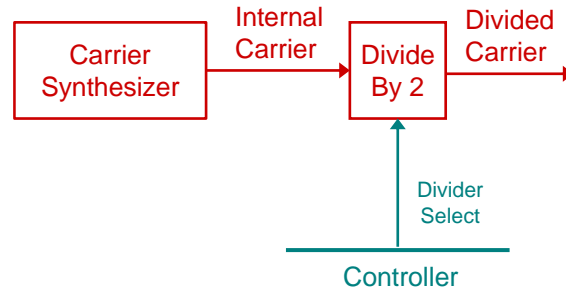 Internal
Carrier
Divided
Carrier
Carrier
Synthesizer
Divide
By 2
Divider
Select
Controller